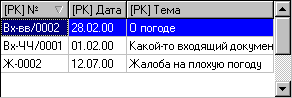 [РК] № [РК] Дата [РК] Тема
Вх-вв/0002 28.02.00 О погоде
Вх-ЧЧ/0001 01.02.00 Какой-то входящий докумен
Ж-0002 12.07.00 Жалоба на плохую погоду